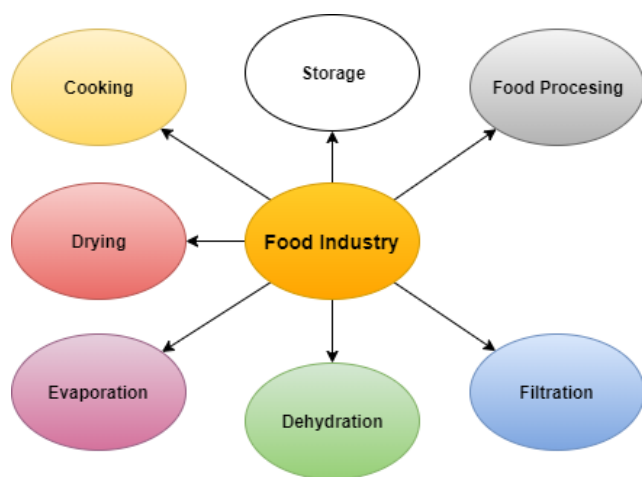 Storage
Cooking
Food Procesing
Drying
Food Industry
Evaporation
Filtration
Dehydration